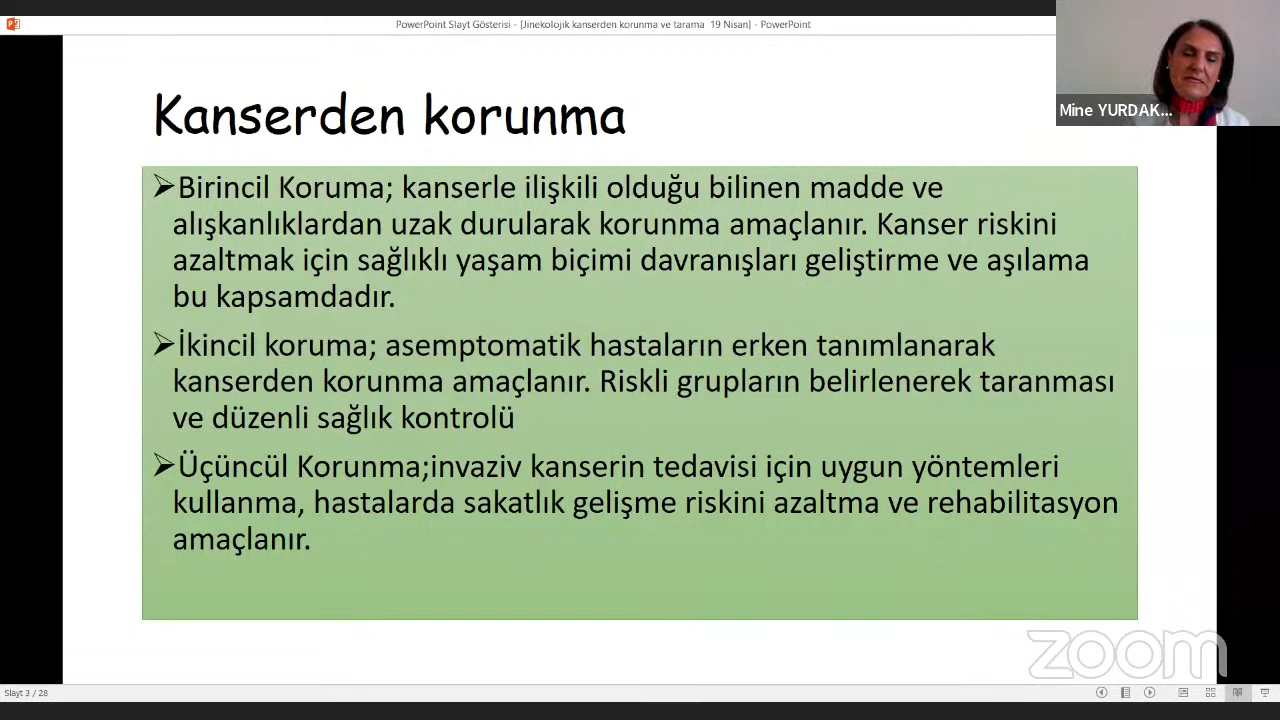 PowerPoint Slayt Gösterisi - [Jinekolojik kanserden korunma ve tarama 19 Nisan] - PowerPoint
Mine YURDAK...
Kanserden korunma
➢Birincil Koruma; kanserle ilişkili olduğu bilinen madde ve
alışkanlıklardan uzak durularak korunma amaçlanır. Kanser riskini
azaltmak için sağlıklı yaşam biçimi davranışları geliştirme ve aşılama
bu kapsamdadır.
➢İkincil koruma; asemptomatik hastaların erken tanımlanarak
kanserden korunma amaçlanır. Riskli grupların belirlenerek taranması
ve düzenli sağlık kontrolü
➢Üçüncül Korunma;invaziv kanserin tedavisi için uygun yöntemleri
kullanma, hastalarda sakatlık gelişme riskini azaltma ve rehabilitasyon
amaçlanır.
zoom
Slayt 3 / 28